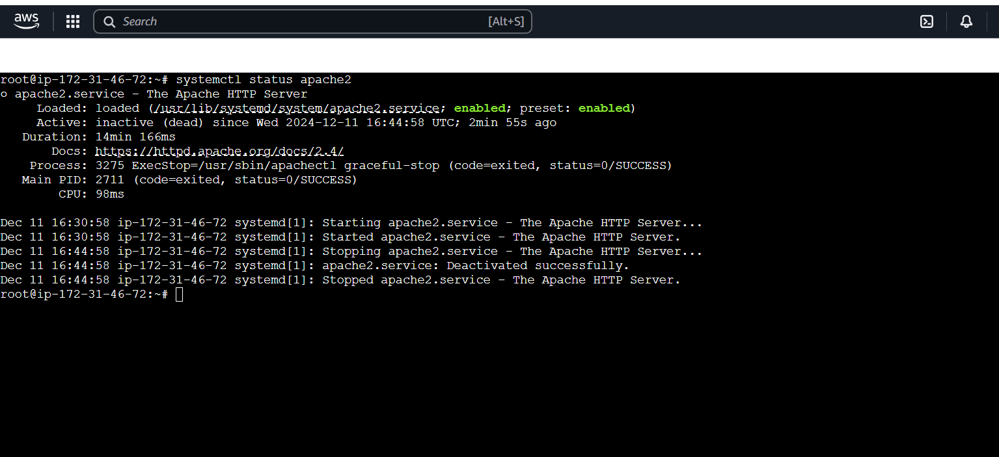 aws
Search [Alt+S]
root@ip-172-31-46-72:~# systemctl status apache2
○ apache2.service - The Apache HTTP Server
     Loaded: loaded (/usr/lib/systemd/system/apache2.service; enabled; preset: enabled)
     Active: inactive (dead) since Wed 2024-12-11 16:44:58 UTC; 2min 55s ago
   Duration: 14min 166ms
       Docs: https://httpd.apache.org/docs/2.4/
    Process: 3275 ExecStop=/usr/sbin/apachectl graceful-stop (code=exited, status=0/SUCCESS)
   Main PID: 2711 (code=exited, status=0/SUCCESS)
        CPU: 98ms
Dec 11 16:30:58 ip-172-31-46-72 systemd[1]: Starting apache2.service - The Apache HTTP Server...
Dec 11 16:30:58 ip-172-31-46-72 systemd[1]: Started apache2.service - The Apache HTTP Server.
Dec 11 16:44:58 ip-172-31-46-72 systemd[1]: Stopping apache2.service - The Apache HTTP Server...
Dec 11 16:44:58 ip-172-31-46-72 systemd[1]: apache2.service: Deactivated successfully.
Dec 11 16:44:58 ip-172-31-46-72 systemd[1]: Stopped apache2.service - The Apache HTTP Server.
root@ip-172-31-46-72:~#